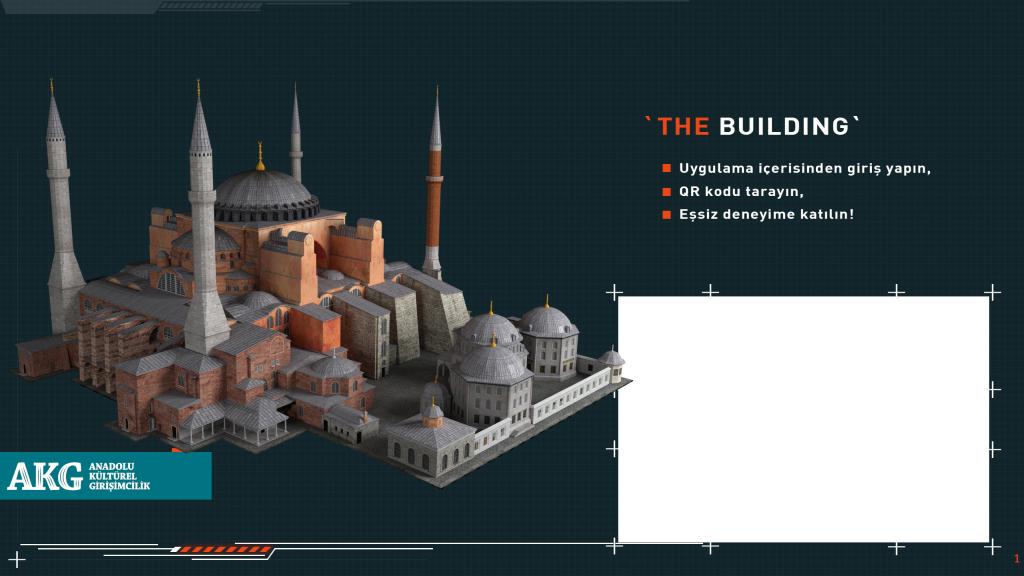 `THE BUILDING`
Uygulama içerisinden giriş yapın,
QR kodu tarayın,
Eşsiz deneyime katılın!
AKG
ANADOLU
KÜLTÜREL
GİRİŞİMCİLİK
1